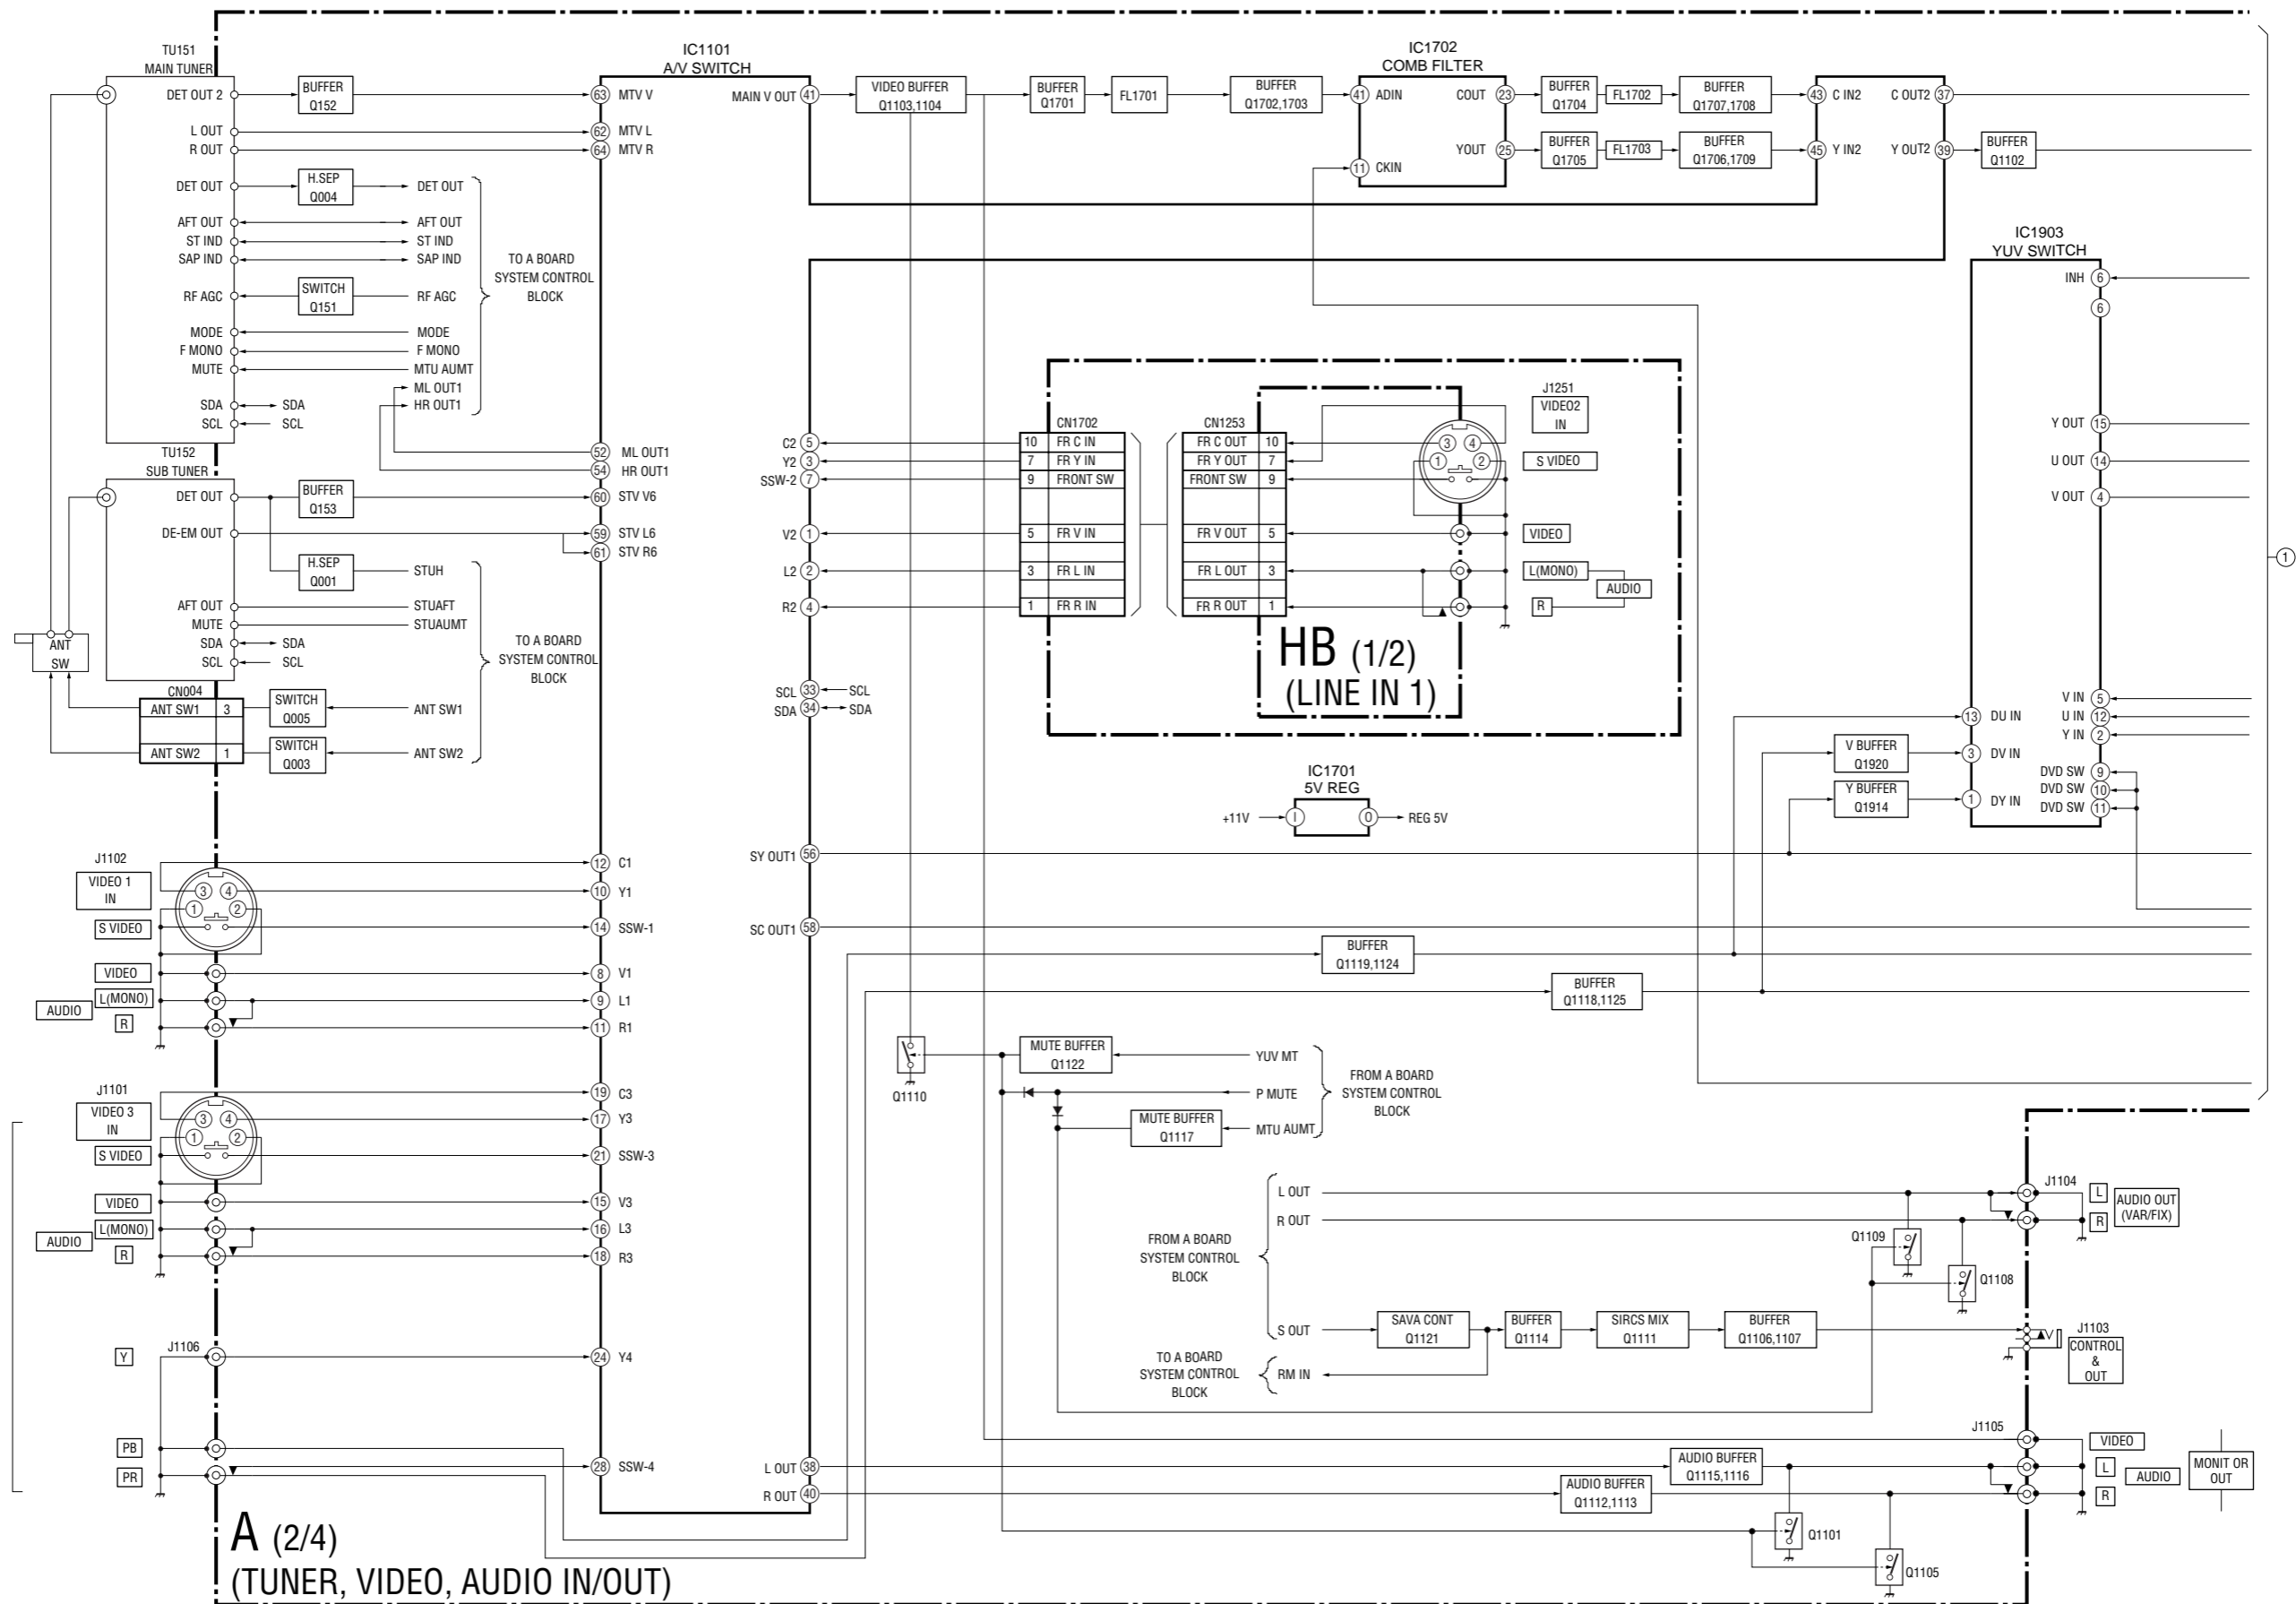 TU151
MAIN TUNER
DET OUT 2
L OUT
R OUT
DET OUT
AFT OUT
ST IND
SAP IND
RF AGC
MODE
F MONO
MUTE
SDA
SCL
BUFFER
Q152
H.SEP
Q004
SWITCH
Q151
DET OUT
AFT OUT
ST IND
SAP IND
RF AGC
MODE
F MONO
MTU AUMT
ML OUT1
HR OUT1
SDA
SCL
TO A BOARD
SYSTEM CONTROL
BLOCK
TU152
SUB TUNER
DET OUT
DE-EM OUT
AFT OUT
MUTE
SDA
SCL
BUFFER
Q153
H.SEP
Q001
STUH
STUAFT
STUAUMT
SDA
SCL
TO A BOARD
SYSTEM CONTROL
BLOCK
ANT
SW
CN004
ANT SW1 3
ANT SW2 1
SWITCH
Q005
SWITCH
Q003
ANT SW1
ANT SW2
J1102
VIDEO 1
IN
S VIDEO
3 4
1 2
VIDEO
L(MONO)
AUDIO
R
J1101
VIDEO 3
IN
S VIDEO
3 4
1 2
VIDEO
L(MONO)
AUDIO
R
J1106
Y
PB
PR
IC1101
A/V SWITCH
63 MTV V
62 MTV L
64 MTV R
52 ML OUT1
54 HR OUT1
60 STV V6
59 STV L6
61 STV R6
12 C1
10 Y1
14 SSW-1
8 V1
9 L1
11 R1
19 C3
17 Y3
21 SSW-3
15 V3
16 L3
18 R3
24 Y4
28 SSW-4
MAIN V OUT 41
C2 5
Y2 3
SSW-2 7
V2 1
L2 2
R2 4
SCL 33 SCL
SDA 34 SDA
SY OUT1 56
SC OUT1 58
L OUT 38
R OUT 40
VIDEO BUFFER
Q1103,1104
BUFFER
Q1701
FL1701
BUFFER
Q1702,1703
IC1702
COMB FILTER
41 ADIN
11 CKIN
COUT 23
YOUT 25
BUFFER
Q1704
FL1702
BUFFER
Q1707,1708
BUFFER
Q1705
FL1703
BUFFER
Q1706,1709
43 C IN2
45 Y IN2
C OUT2 37
Y OUT2 39
BUFFER
Q1102
CN1702
10 FR C IN
7 FR Y IN
9 FRONT SW
5 FR V IN
3 FR L IN
1 FR R IN
CN1253
FR C OUT 10
FR Y OUT 7
FRONT SW 9
FR V OUT 5
FR L OUT 3
FR R OUT 1
J1251
VIDEO2
IN
S VIDEO
3 4
1 2
VIDEO
L(MONO)
AUDIO
R
HB (1/2)
(LINE IN 1)
IC1701
5V REG
+11V
I
O
REG 5V
IC1903
YUV SWITCH
INH 6
6
Y OUT 15
U OUT 14
V OUT 4
V IN 5
U IN 12
Y IN 2
DVD SW 9
DVD SW 10
DVD SW 11
13 DU IN
3 DV IN
1 DY IN
V BUFFER
Q1920
Y BUFFER
Q1914
1
BUFFER
Q1119,1124
BUFFER
Q1118,1125
Q1110
MUTE BUFFER
Q1122
YUV MT
P MUTE
MUTE BUFFER
Q1117
MTU AUMT
FROM A BOARD
SYSTEM CONTROL
BLOCK
FROM A BOARD
SYSTEM CONTROL
BLOCK
L OUT
R OUT
S OUT
TO A BOARD
SYSTEM CONTROL
BLOCK
RM IN
SAVA CONT
Q1121
BUFFER
Q1114
SIRCS MIX
Q1111
BUFFER
Q1106,1107
Q1109
Q1108
J1104
L
R
AUDIO OUT
(VAR/FIX)
J1103
CONTROL
&
OUT
J1105
VIDEO
L
AUDIO
R
MONIT OR
OUT
AUDIO BUFFER
Q1115,1116
AUDIO BUFFER
Q1112,1113
Q1101
Q1105
A (2/4)
(TUNER, VIDEO, AUDIO IN/OUT)